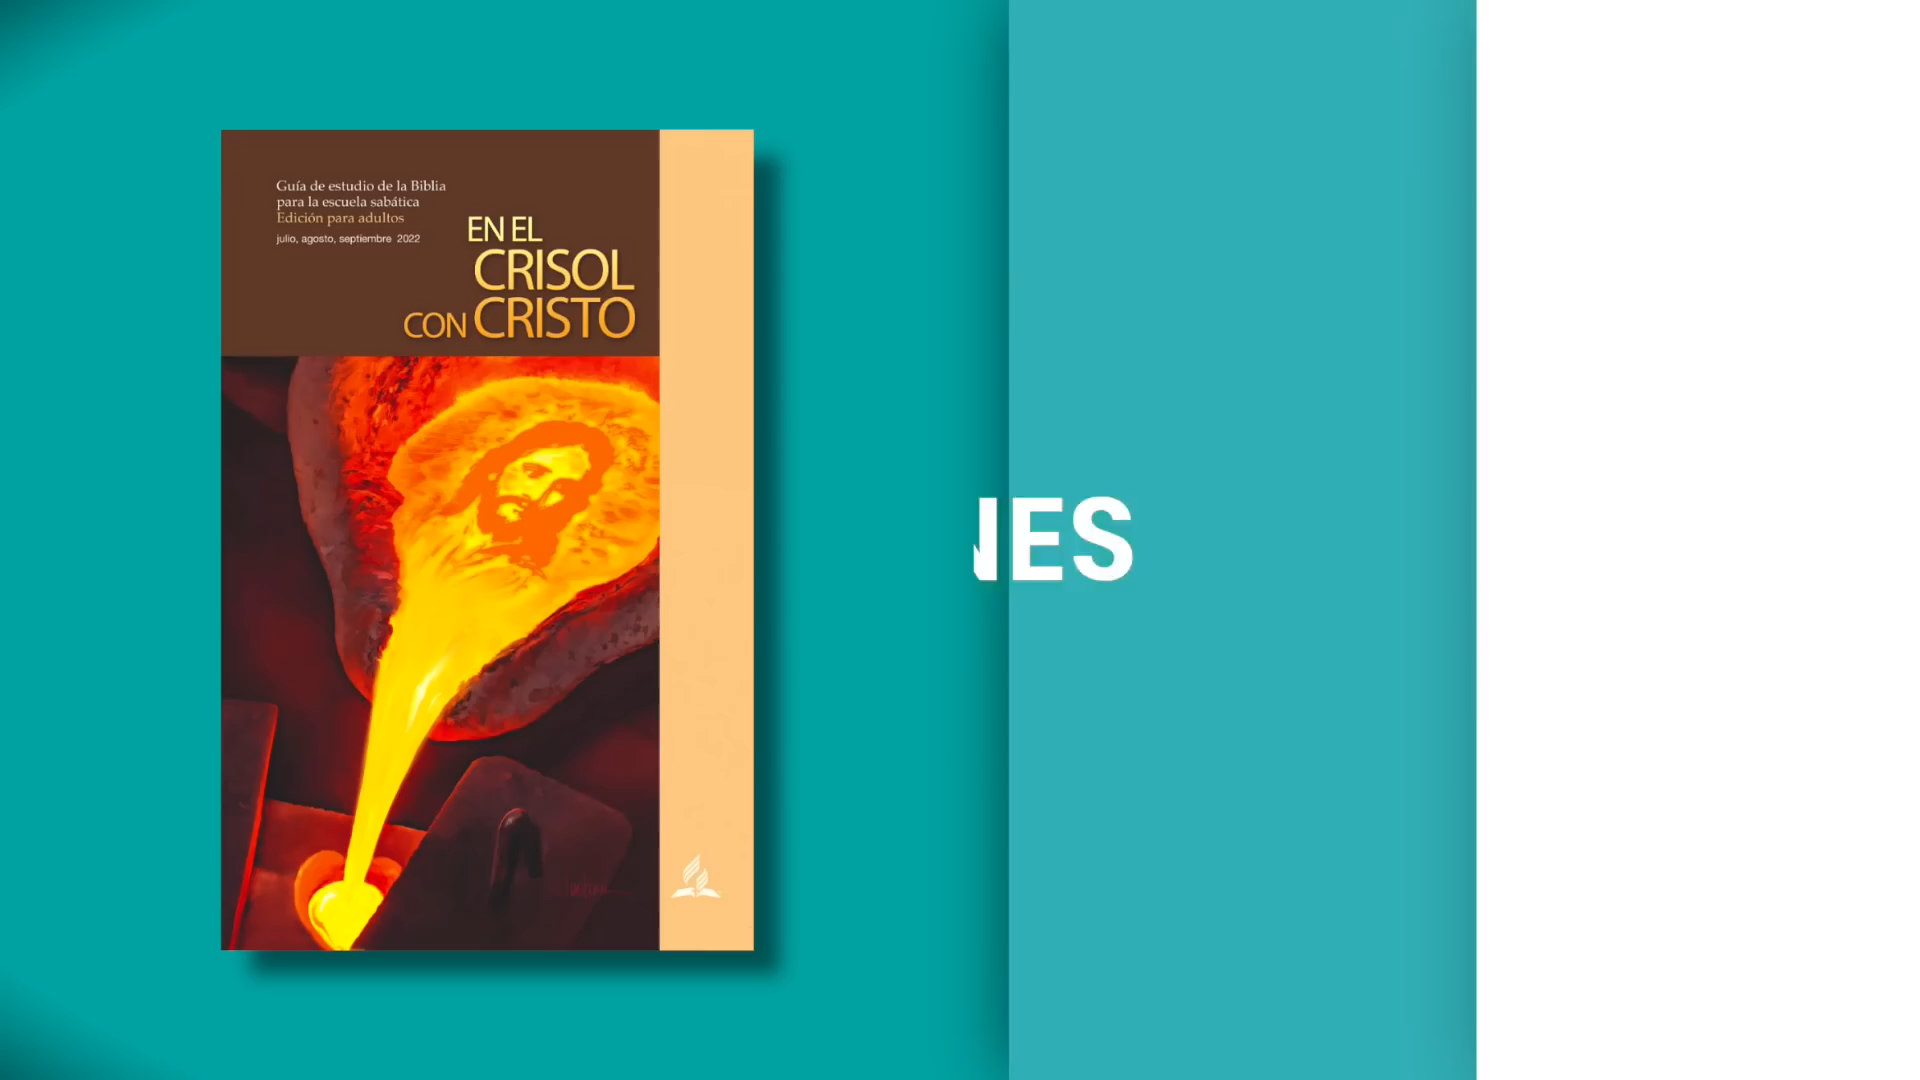 Guía de estudio de la Biblia
para la escuela sabática
Edición para adultos
julio, agosto, septiembre 2022
EN EL
CRISOL
CON CRISTO
NES